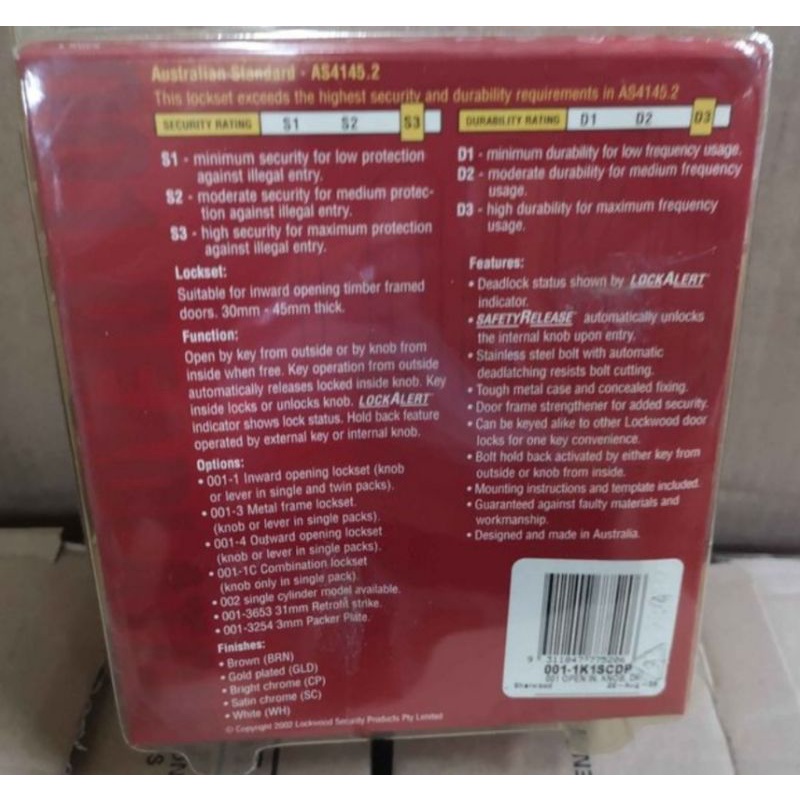 Australian Standard - AS4145.2
This lockset exceeds the highest security and durability requirements in AS4145.2
SECURITY RATING S1 S2 S3
S1 - minimum security for low protection
against illegal entry.
S2 - moderate security for medium protec-
tion against illegal entry.
S3 - high security for maximum protection
against illegal entry.
Lockset:
Suitable for inward opening timber framed
doors. 30mm - 45mm thick.
Function:
Open by key from outside or by knob from
inside when free. Key operation from outside
automatically releases locked inside knob. Key
inside locks or unlocks knob. LOCKALERT
indicator shows lock status. Hold back feature
operated by external key or internal knob.
Options:
• 001-1 Inward opening lockset (knob
or lever in single and twin packs).
• 001-3 Metal frame lockset.
(knob or lever in single packs).
• 001-4 Outward opening lockset
(knob or lever in single packs).
• 001-1C Combination lockset
(knob only in single pack).
• 002 single cylinder model available.
• 001-3653 31mm Retrofit strike.
• 001-3254 3mm Packer Plate.
Finishes:
• Brown (BRN)
• Gold plated (GLD)
• Bright chrome (CP)
• Satin chrome (SC)
• White (WH)
© Copyright 2002 Lockwood Security Products Pty Limited
DURABILITY RATING D1 D2 D3
D1 - minimum durability for low frequency usage.
D2 - moderate durability for medium frequency
usage.
D3 - high durability for maximum frequency
usage.
Features:
• Deadlock status shown by LOCKALERT™
indicator.
• SAFETYRELEASE™ automatically unlocks
the internal knob upon entry.
• Stainless steel bolt with automatic
deadlatching resists bolt cutting.
• Tough metal case and concealed fixing.
• Door frame strengthener for added security.
• Can be keyed alike to other Lockwood door
locks for one key convenience.
• Bolt hold back activated by either key from
outside or knob from inside.
• Mounting instructions and template included.
• Guaranteed against faulty materials and
workmanship.
• Designed and made in Australia.
001-1K1SCDP
001 OPEN IN, KNOB, DP